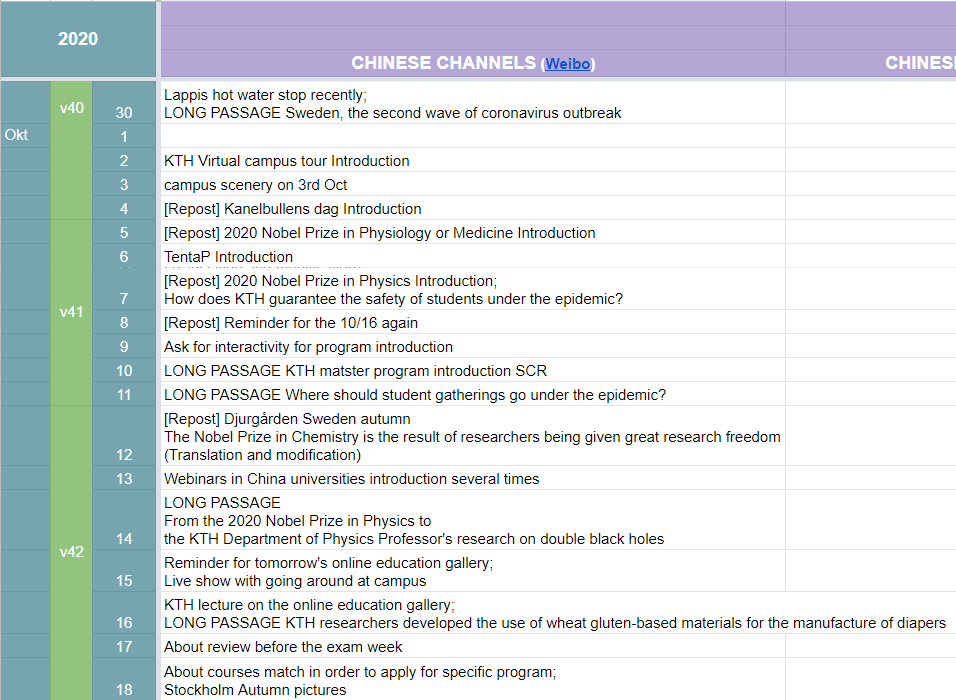 2020
CHINESE CHANNELS (Weibo)
CHINES
v40
30
Lappis hot water stop recently;
LONG PASSAGE Sweden, the second wave of coronavirus outbreak
Okt
1
2
KTH Virtual campus tour Introduction
3
campus scenery on 3rd Oct
4
[Repost] Kanelbullens dag Introduction
5
[Repost] 2020 Nobel Prize in Physiology or Medicine Introduction
6
TentaP Introduction
v41
7
[Repost] 2020 Nobel Prize in Physics Introduction;
How does KTH guarantee the safety of students under the epidemic?
8
[Repost] Reminder for the 10/16 again
9
Ask for interactivity for program introduction
10
LONG PASSAGE KTH matster program introduction SCR
11
LONG PASSAGE Where should student gatherings go under the epidemic?
12
[Repost] Djurgården Sweden autumn
The Nobel Prize in Chemistry is the result of researchers being given great research freedom
(Translation and modification)
13
Webinars in China universities introduction several times
v42
14
LONG PASSAGE
From the 2020 Nobel Prize in Physics to
the KTH Department of Physics Professor's research on double black holes
15
Reminder for tomorrow's online education gallery;
Live show with going around at campus
16
KTH lecture on the online education gallery;
LONG PASSAGE KTH researchers developed the use of wheat gluten-based materials for the manufacture of diapers
17
About review before the exam week
18
About courses match in order to apply for specific program;
Stockholm Autumn pictures